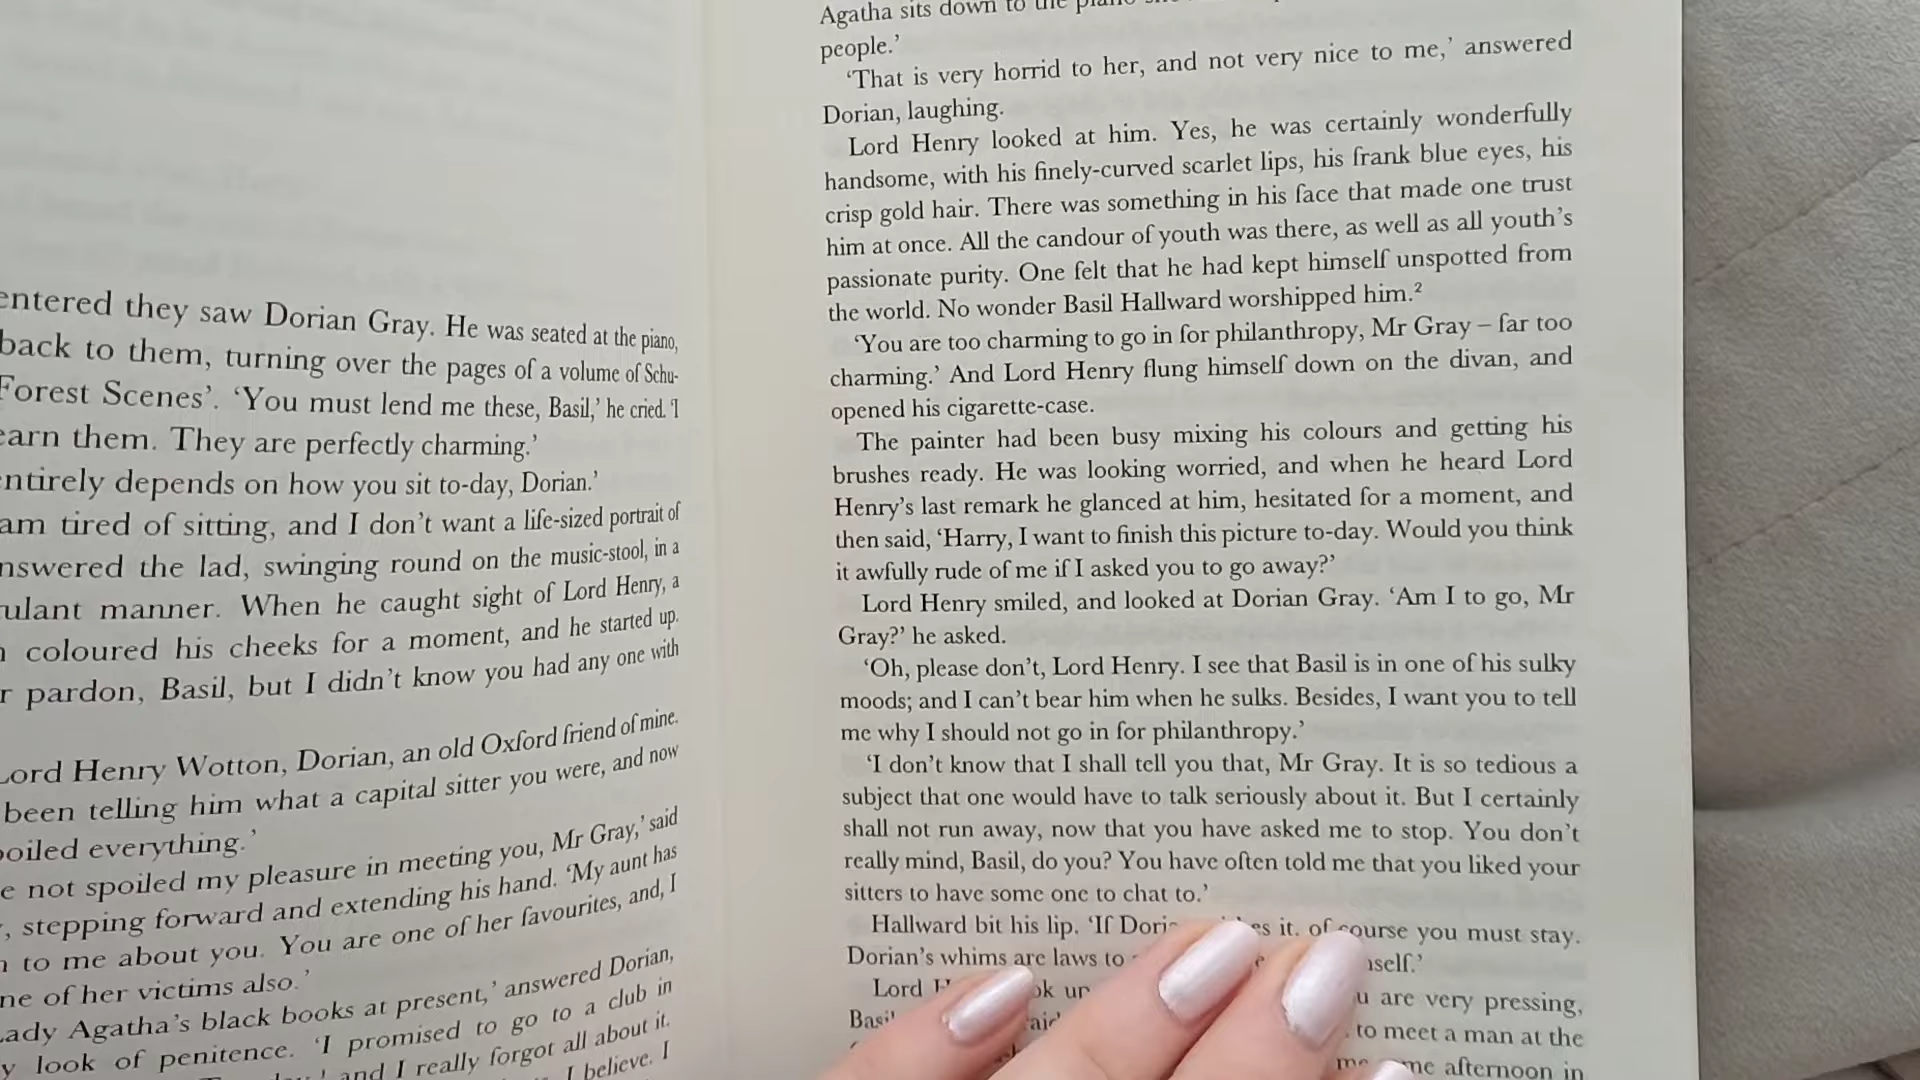 entered they saw Dorian Gray. He was seated at the piano,
back to them, turning over the pages of a volume of Schu-
Forest Scenes’. ‘You must lend me these, Basil,’ he cried. ‘I
earn them. They are perfectly charming.’
entirely depends on how you sit to-day, Dorian.’
am tired of sitting, and I don’t want a life-sized portrait of
nswered the lad, swinging round on the music-stool, in a
ulant manner. When he caught sight of Lord Henry, a
coloured his cheeks for a moment, and he started up.
r pardon, Basil, but I didn’t know you had any one with
Lord Henry Wotton, Dorian, an old Oxford friend of mine.
been telling him what a capital sitter you were, and now
poiled everything.’
e not spoiled my pleasure in meeting you, Mr Gray,’ said
, stepping forward and extending his hand. ‘My aunt has
n to me about you. You are one of her favourites, and, I
ne of her victims also.’
Lady Agatha’s black books at present,’ answered Dorian,
y look of penitence. ‘I promised to go to a club in
and I really forgot all about it.
I believe. I
Agatha sits down to the piano
people.’
‘That is very horrid to her, and not very nice to me,’ answered
Dorian, laughing.
Lord Henry looked at him. Yes, he was certainly wonderfully
handsome, with his finely-curved scarlet lips, his frank blue eyes, his
crisp gold hair. There was something in his face that made one trust
him at once. All the candour of youth was there, as well as all youth’s
passionate purity. One felt that he had kept himself unspotted from
the world. No wonder Basil Hallward worshipped him.²
‘You are too charming to go in for philanthropy, Mr Gray – far too
charming.’ And Lord Henry flung himself down on the divan, and
opened his cigarette-case.
The painter had been busy mixing his colours and getting his
brushes ready. He was looking worried, and when he heard Lord
Henry’s last remark he glanced at him, hesitated for a moment, and
then said, ‘Harry, I want to finish this picture to-day. Would you think
it awfully rude of me if I asked you to go away?’
Lord Henry smiled, and looked at Dorian Gray. ‘Am I to go, Mr
Gray?’ he asked.
‘Oh, please don’t, Lord Henry. I see that Basil is in one of his sulky
moods; and I can’t bear him when he sulks. Besides, I want you to tell
me why I should not go in for philanthropy.’
‘I don’t know that I shall tell you that, Mr Gray. It is so tedious a
subject that one would have to talk seriously about it. But I certainly
shall not run away, now that you have asked me to stop. You don’t
really mind, Basil, do you? You have often told me that you liked your
sitters to have some one to chat to.’
Hallward bit his lip. ‘If Dori es it, of course you must stay.
Dorian’s whims are laws to self.’
Lord are very pressing,
to meet a man at the
afternoon in